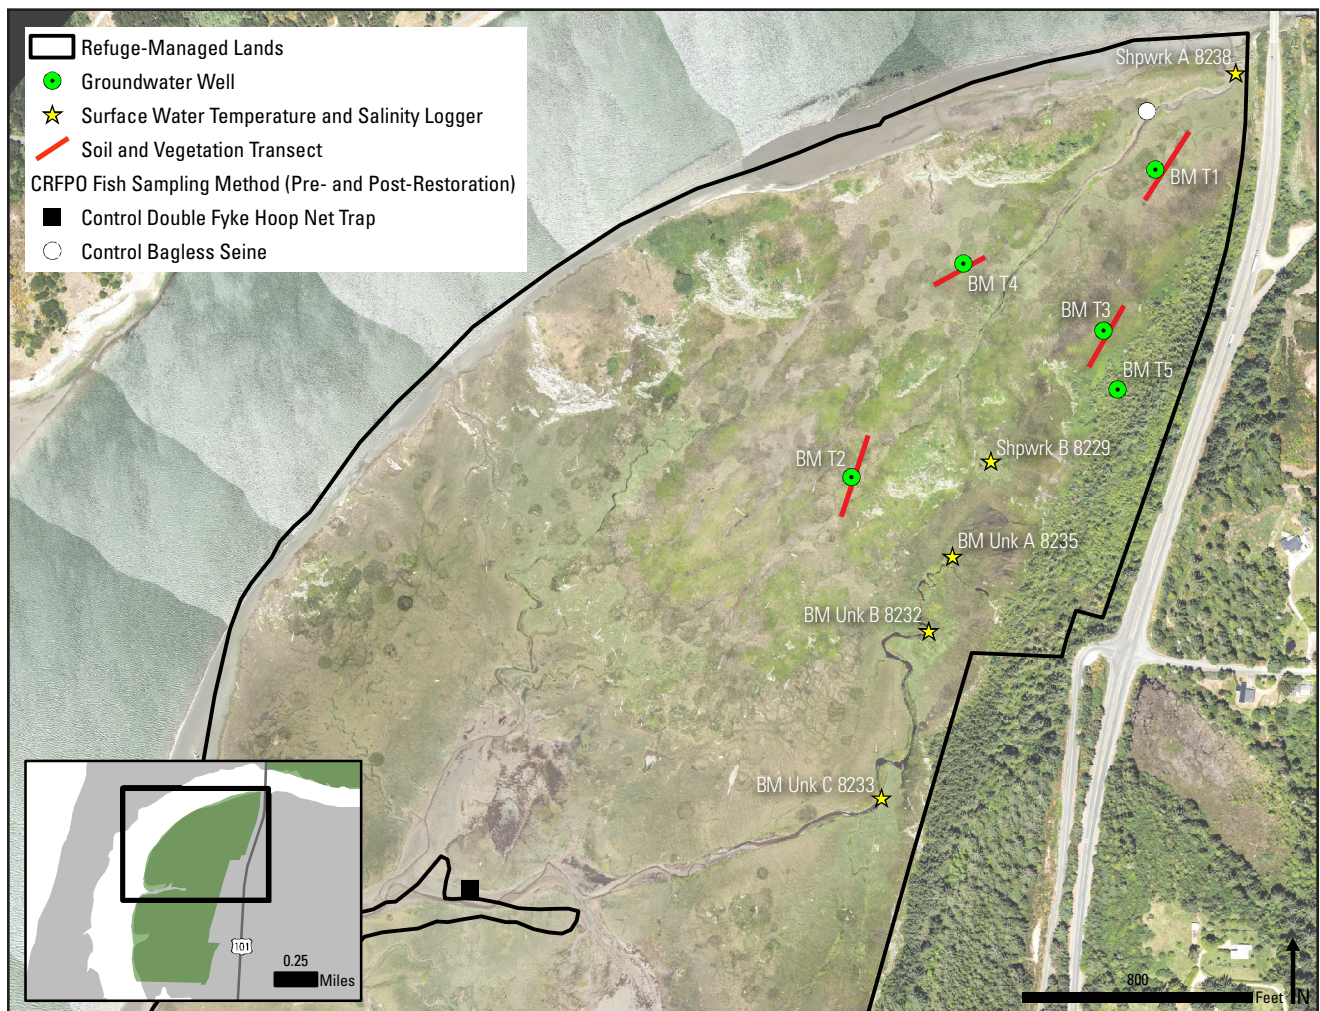 Refuge-Managed Lands
Groundwater Well
Surface Water Temperature and Salinity Logger
Soil and Vegetation Transect
CRFPO Fish Sampling Method (Pre- and Post-Restoration)
Control Double Fyke Hoop Net Trap
Control Bagless Seine
Shpwrk A 8238
BM T1
BM T4
BM T3
BM T5
Shpwrk B 8229
BM T2
BM Unk A 8235
BM Unk B 8232
BM Unk C 8233
101
0.25
Miles
800
Feet
N